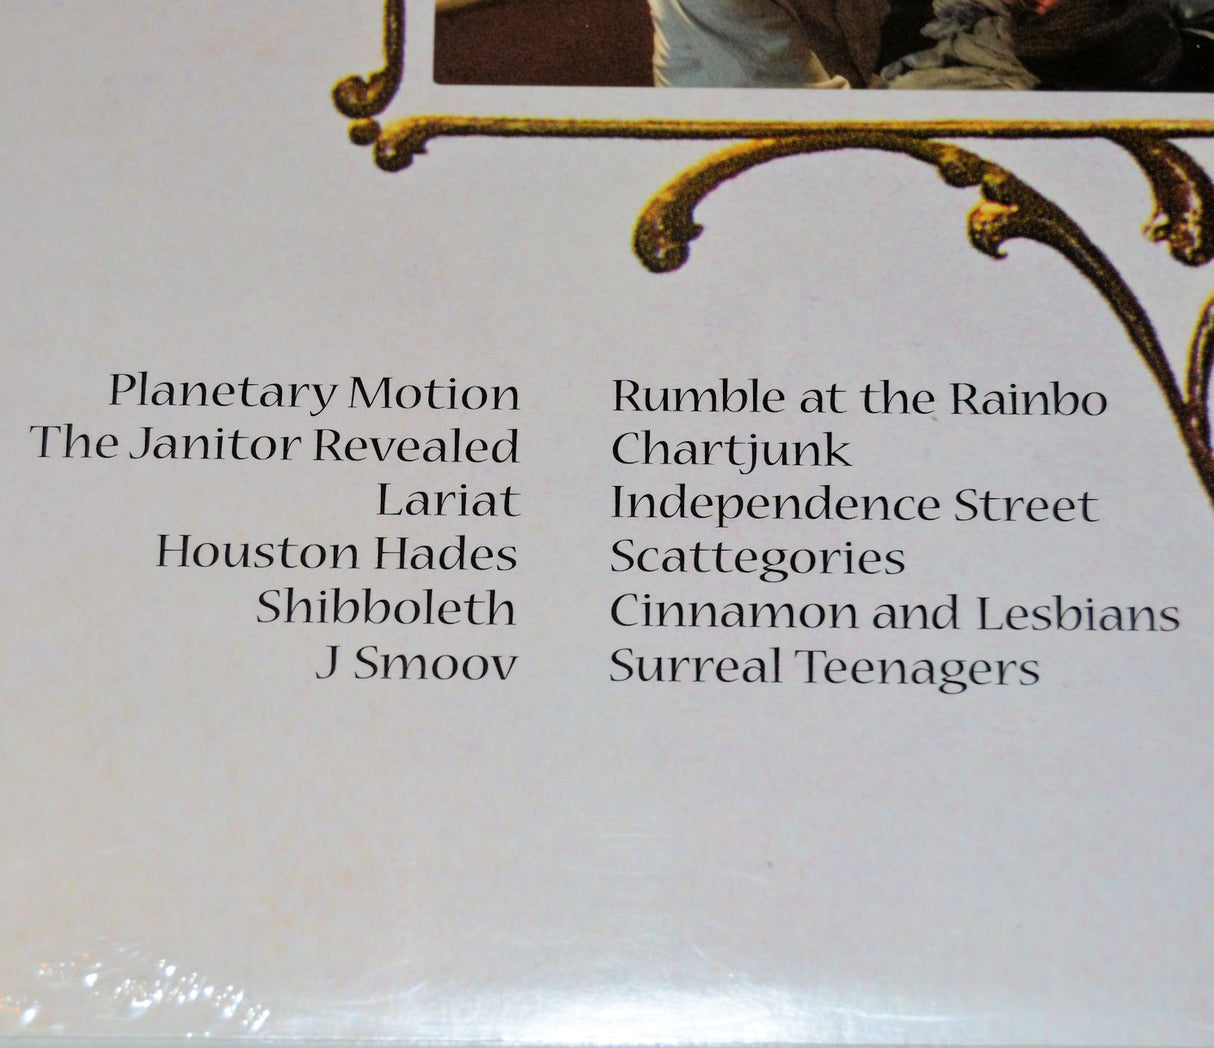 Planetary Motion
The Janitor Revealed
Lariat
Houston Hades
Shibboleth
J Smoov
Rumble at the Rainbo
Chartjunk
Independence Street
Scattegories
Cinnamon and Lesbians
Surreal Teenagers